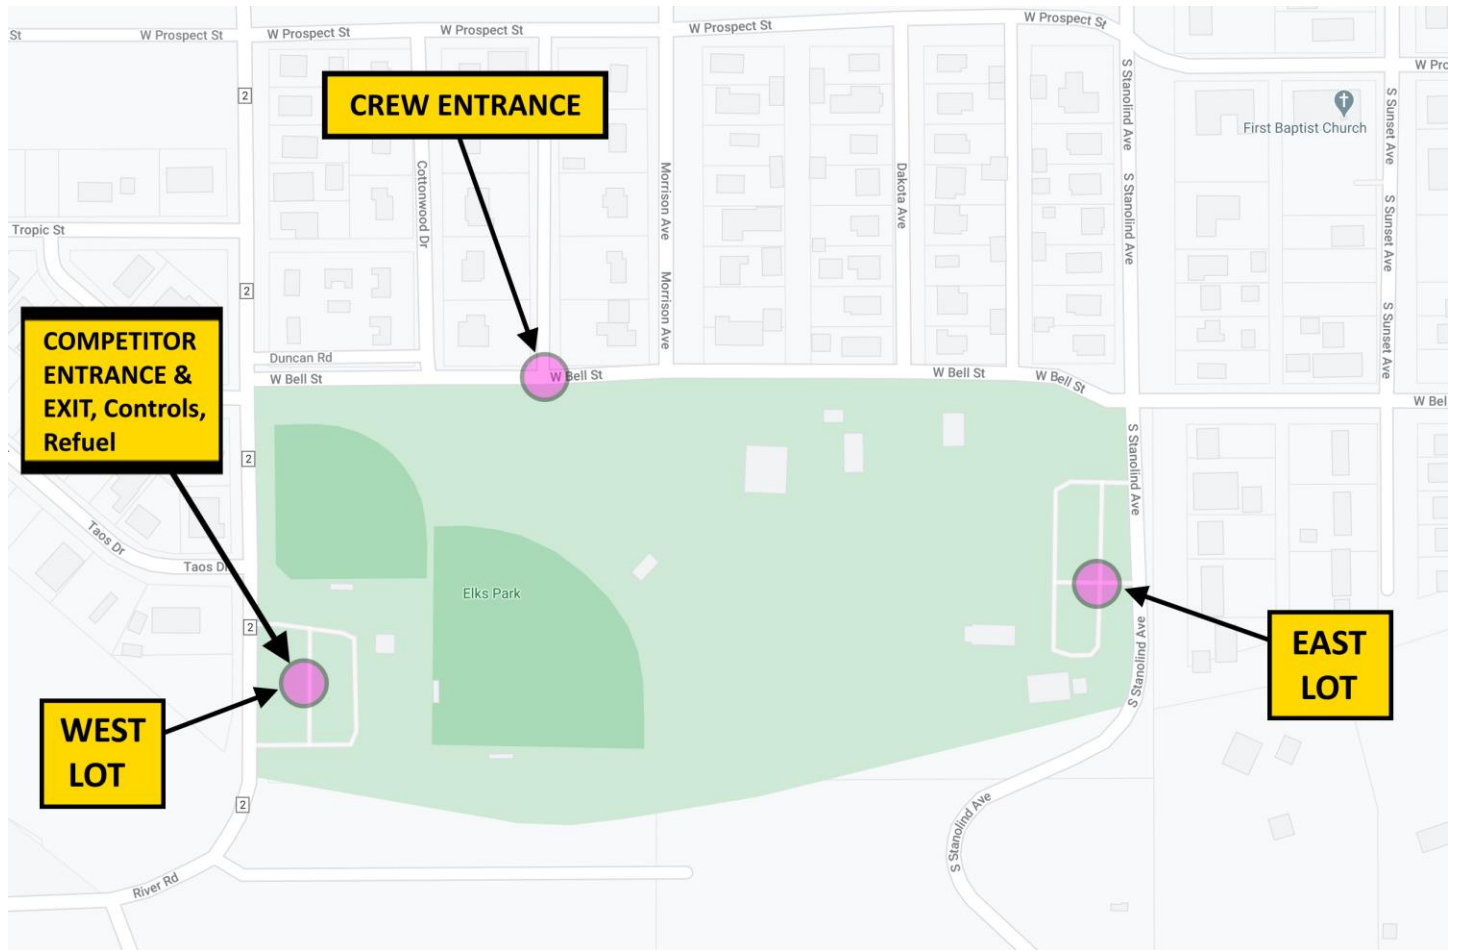 St
W Prospect St
W Prospect St
W Prospect St
W Prospect St
W Prospect St
S Stanolind Ave
W Pro
2
CREW ENTRANCE
First Baptist Church
S Sunset Ave
Cottonwood Dr
Morrison Ave
Dakota Ave
S Stanolind Ave
S Sunset Ave
Tropic St
2
Morrison Ave
S Sunset Ave
COMPETITOR
ENTRANCE &
EXIT, Controls,
Refuel
Duncan Rd
W Bell St
W Bell St
W Bell St
W Bell St
W Bel
2
S Stanolind Ave
Taos Dr
Taos D
Elks Park
2
S Stanolind Ave
EAST
LOT
WEST
LOT
2
S Stanolind Ave
River Rd